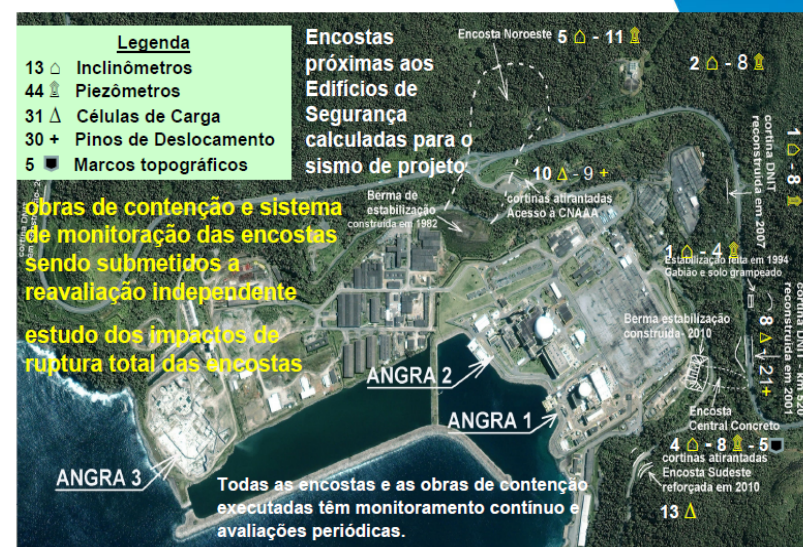 Legenda
13 Inclinômetros
44 Piezômetros
31 Δ Células de Carga
30 + Pinos de Deslocamento
5 Marcos topográficos
Encostas
próximas aos
Edifícios de
Segurança
calculadas para o
sismo de projeto
Encosta Noroeste
5 - 11
2 - 8
1 - 8
cortina DNIT
reconstruida em 2007
10 Δ - 9 +
cortinas atirantadas
Acesso à CNAAA
Berma de
estabilização
construida em 1982
obras de contenção e sistema
de monitoração das encostas
sendo submetidos a
reavaliação independente
estudo dos impactos de
ruptura total das encostas
1 - 4
Estabilização feita em 1994
Gabião e solo grampeado
Berma estabilização
construida- 2010
8 Δ
21 +
reconstruida em 2001
ANGRA 2
ANGRA 1
ANGRA 3
Encosta
Central Concreto
4 - 8 - 5
cortinas atirantadas
Encosta Sudeste
reforçada em 2010
13 Δ
Todas as encostas e as obras de contenção
executadas têm monitoramento contínuo e
avaliações periódicas.